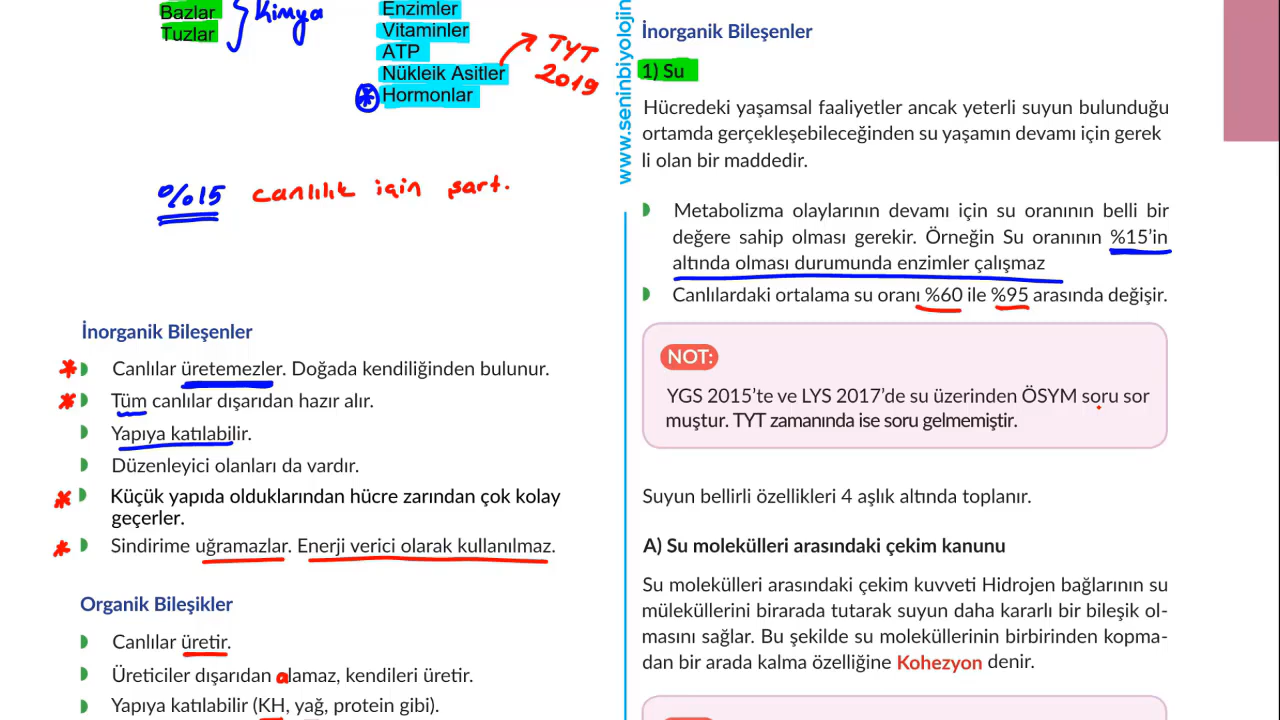 Bazlar
Tuzlar
Kimya
Enzimler
Vitaminler
ATP
Nükleik Asitler
Hormonlar
TYT
2019
%15 canlılık için şart.
İnorganik Bileşenler
Canlılar üretemezler. Doğada kendiliğinden bulunur.
Tüm canlılar dışarıdan hazır alır.
Yapıya katılabilir.
Düzenleyici olanları da vardır.
Küçük yapıda olduklarından hücre zarından çok kolay
geçerler.
Sindirime uğramazlar. Enerji verici olarak kullanılmaz.
Organik Bileşikler
Canlılar üretir.
Üreticiler dışarıdan alamaz, kendileri üretir.
Yapıya katılabilir (KH, yağ, protein gibi).
www.seninbiyolojin
İnorganik Bileşenler
1) Su
Hücredeki yaşamsal faaliyetler ancak yeterli suyun bulunduğu
ortamda gerçekleşebileceğinden su yaşamın devamı için gerek
li olan bir maddedir.
Metabolizma olaylarının devamı için su oranının belli bir
değere sahip olması gerekir. Örneğin Su oranının %15'in
altında olması durumunda enzimler çalışmaz
Canlılardaki ortalama su oranı %60 ile %95 arasında değişir.
NOT:
YGS 2015'te ve LYS 2017'de su üzerinden ÖSYM soru sor
muştur. TYT zamanında ise soru gelmemiştir.
Suyun bellirli özellikleri 4 aşlık altında toplanır.
A) Su molekülleri arasındaki çekim kanunu
Su molekülleri arasındaki çekim kuvveti Hidrojen bağlarının su
müleküllerini birarada tutarak suyun daha kararlı bir bileşik ol-
masını sağlar. Bu şekilde su moleküllerinin birbirinden kopma-
dan bir arada kalma özelliğine Kohezyon denir.